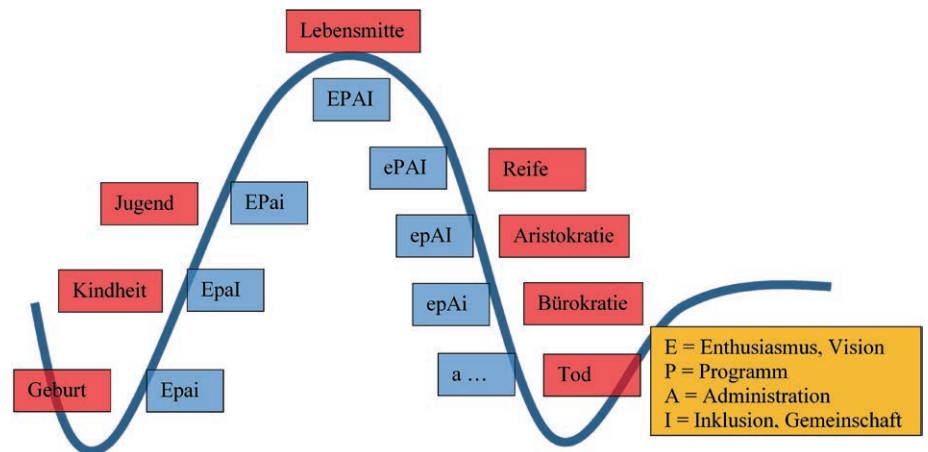 Lebensmitte
EPAI
ePAI
Reife
Jugend
EPai
epAI
Aristokratie
Kindheit
EpaI
epAi
Bürokratie
Geburt
Epai
a ...
Tod
E = Enthusiasmus, Vision
P = Programm
A = Administration
I = Inklusion, Gemeinschaft